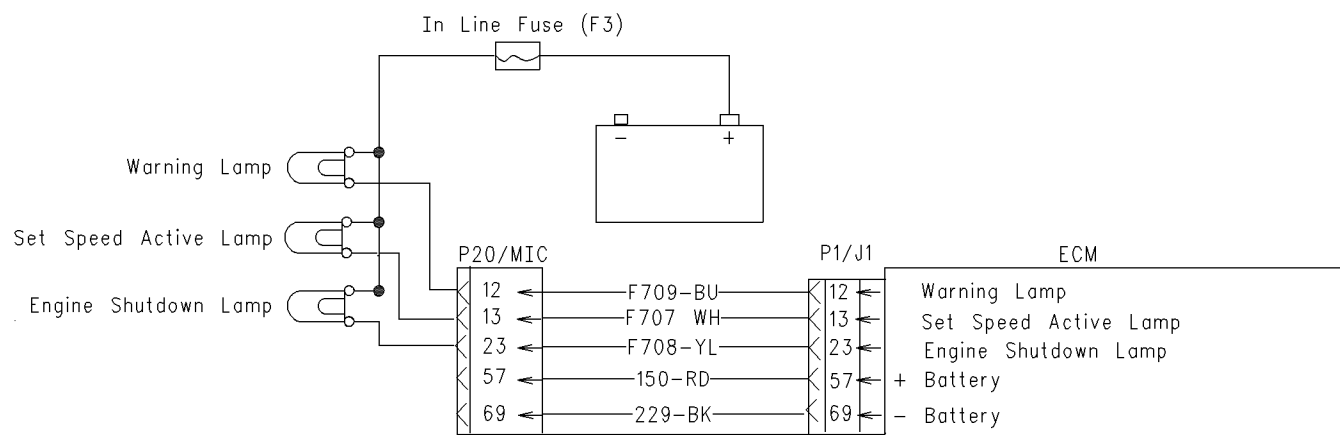 In Line Fuse (F3)
- +
Warning Lamp
Set Speed Active Lamp
Engine Shutdown Lamp
P20/MIC P1/J1 ECM
12 F709-BU 12 Warning Lamp
13 F707 WH 13 Set Speed Active Lamp
23 F708-YL 23 Engine Shutdown Lamp
57 150-RD 57 + Battery
69 229-BK 69 - Battery